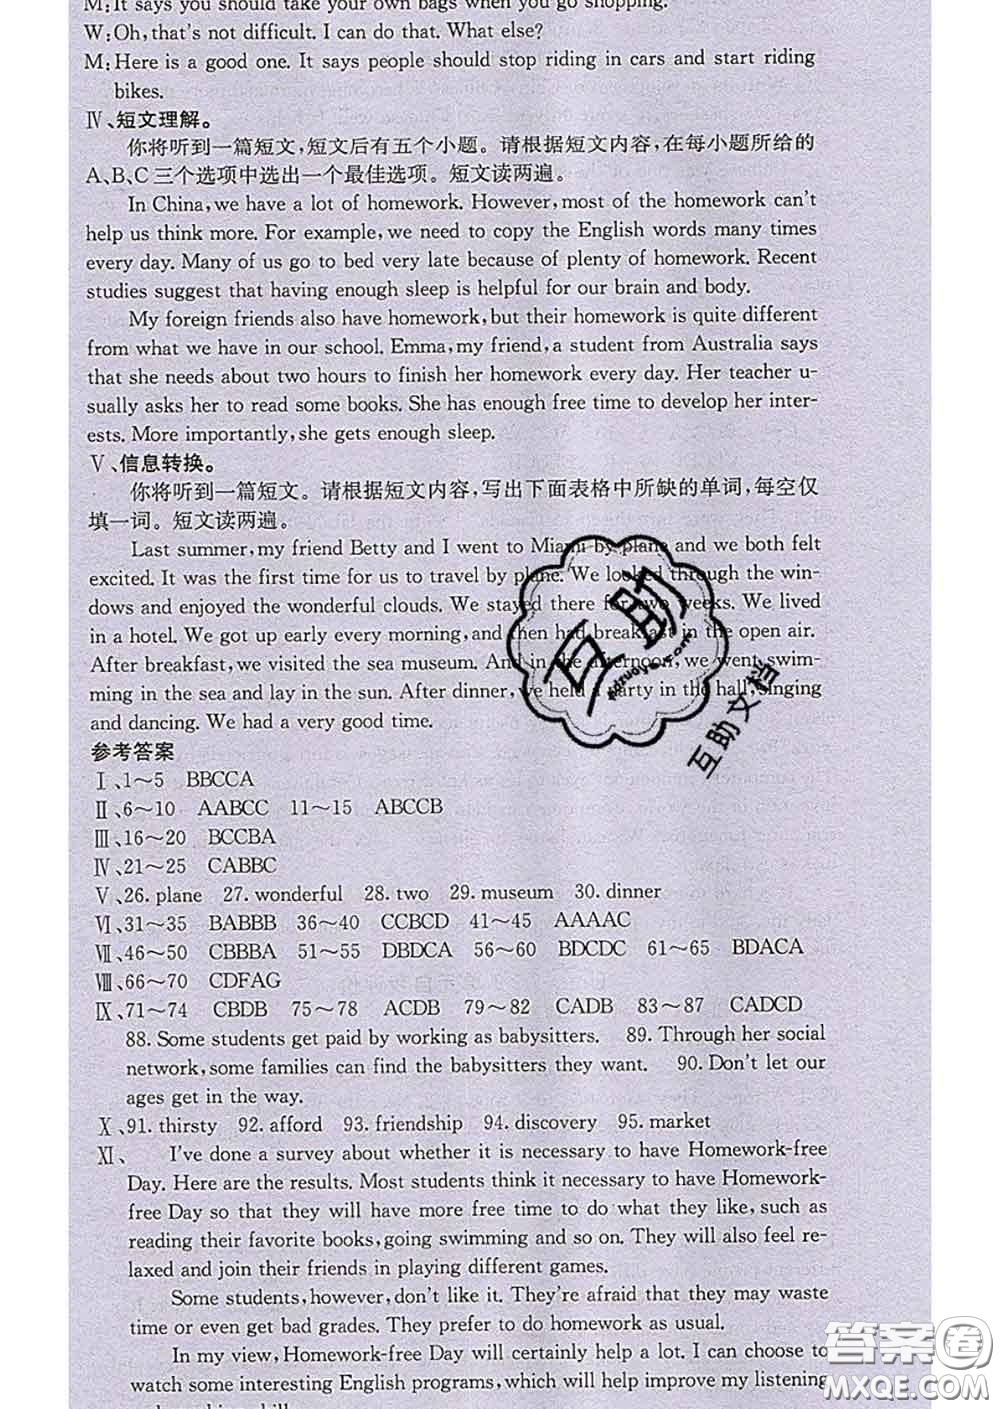 M: It says you should take your own bags when you go shopping.
W: Oh, that's not difficult. I can do that. What else?
M: Here is a good one. It says people should stop riding in cars and start riding
bikes.
Ⅳ、短文理解。
你将听到一篇短文,短文后有五个小题。请根据短文内容,在每小题所给的
A、B、C三个选项中选出一个最佳选项。短文读两遍。
In China, we have a lot of homework. However, most of the homework can't
help us think more. For example, we need to copy the English words many times
every day. Many of us go to bed very late because of plenty of homework. Recent
studies suggest that having enough sleep is helpful for our brain and body.
My foreign friends also have homework, but their homework is quite different
from what we have in our school. Emma, my friend, a student from Australia says
that she needs about two hours to finish her homework every day. Her teacher u-
sually asks her to read some books. She has enough free time to develop her inter-
ests. More importantly, she gets enough sleep.
Ⅴ、信息转换。
你将听到一篇短文。请根据短文内容,写出下面表格中所缺的单词,每空仅
填一词。短文读两遍。
Last summer, my friend Betty and I went to Miami by plane and we both felt
excited. It was the first time for us to travel by plane. We looked through the win-
dows and enjoyed the wonderful clouds. We stayed there for two weeks. We lived
in a hotel. We got up early every morning, and then had breakfast in the open air.
After breakfast, we visited the sea museum. And in the afternoon, we went swim-
ming in the sea and lay in the sun. After dinner, we held a party in the hall, singing
and dancing. We had a very good time.
参考答案
Ⅰ、1～5 BBCCA
Ⅱ、6～10 AABCC 11～15 ABCCB
Ⅲ、16～20 BCCBA
Ⅳ、21～25 CABBC
Ⅴ、26. plane 27. wonderful 28. two 29. museum 30. dinner
Ⅵ、31～35 BABBB 36～40 CCBCD 41～45 AAAAC
Ⅶ、46～50 CBBBA 51～55 DBDCA 56～60 BDCDC 61～65 BDACA
Ⅷ、66～70 CDFAG
Ⅸ、71～74 CBDB 75～78 ACDB 79～82 CADB 83～87 CADCD
88. Some students get paid by working as babysitters. 89. Through her social
network, some families can find the babysitters they want. 90. Don't let our
ages get in the way.
Ⅹ、91. thirsty 92. afford 93. friendship 94. discovery 95. market
Ⅺ、 I've done a survey about whether it is necessary to have Homework-free
Day. Here are the results. Most students think it necessary to have Homework-
free Day so that they will have more free time to do what they like, such as
reading their favorite books, going swimming and so on. They will also feel re-
laxed and join their friends in playing different games.
Some students, however, don't like it. They're afraid that they may waste
time or even get bad grades. They prefer to do homework as usual.
In my view, Homework-free Day will certainly help a lot. I can choose to
watch some interesting English programs, which will help improve my listening
互助
互助文档
答案圈
MXQE.COM